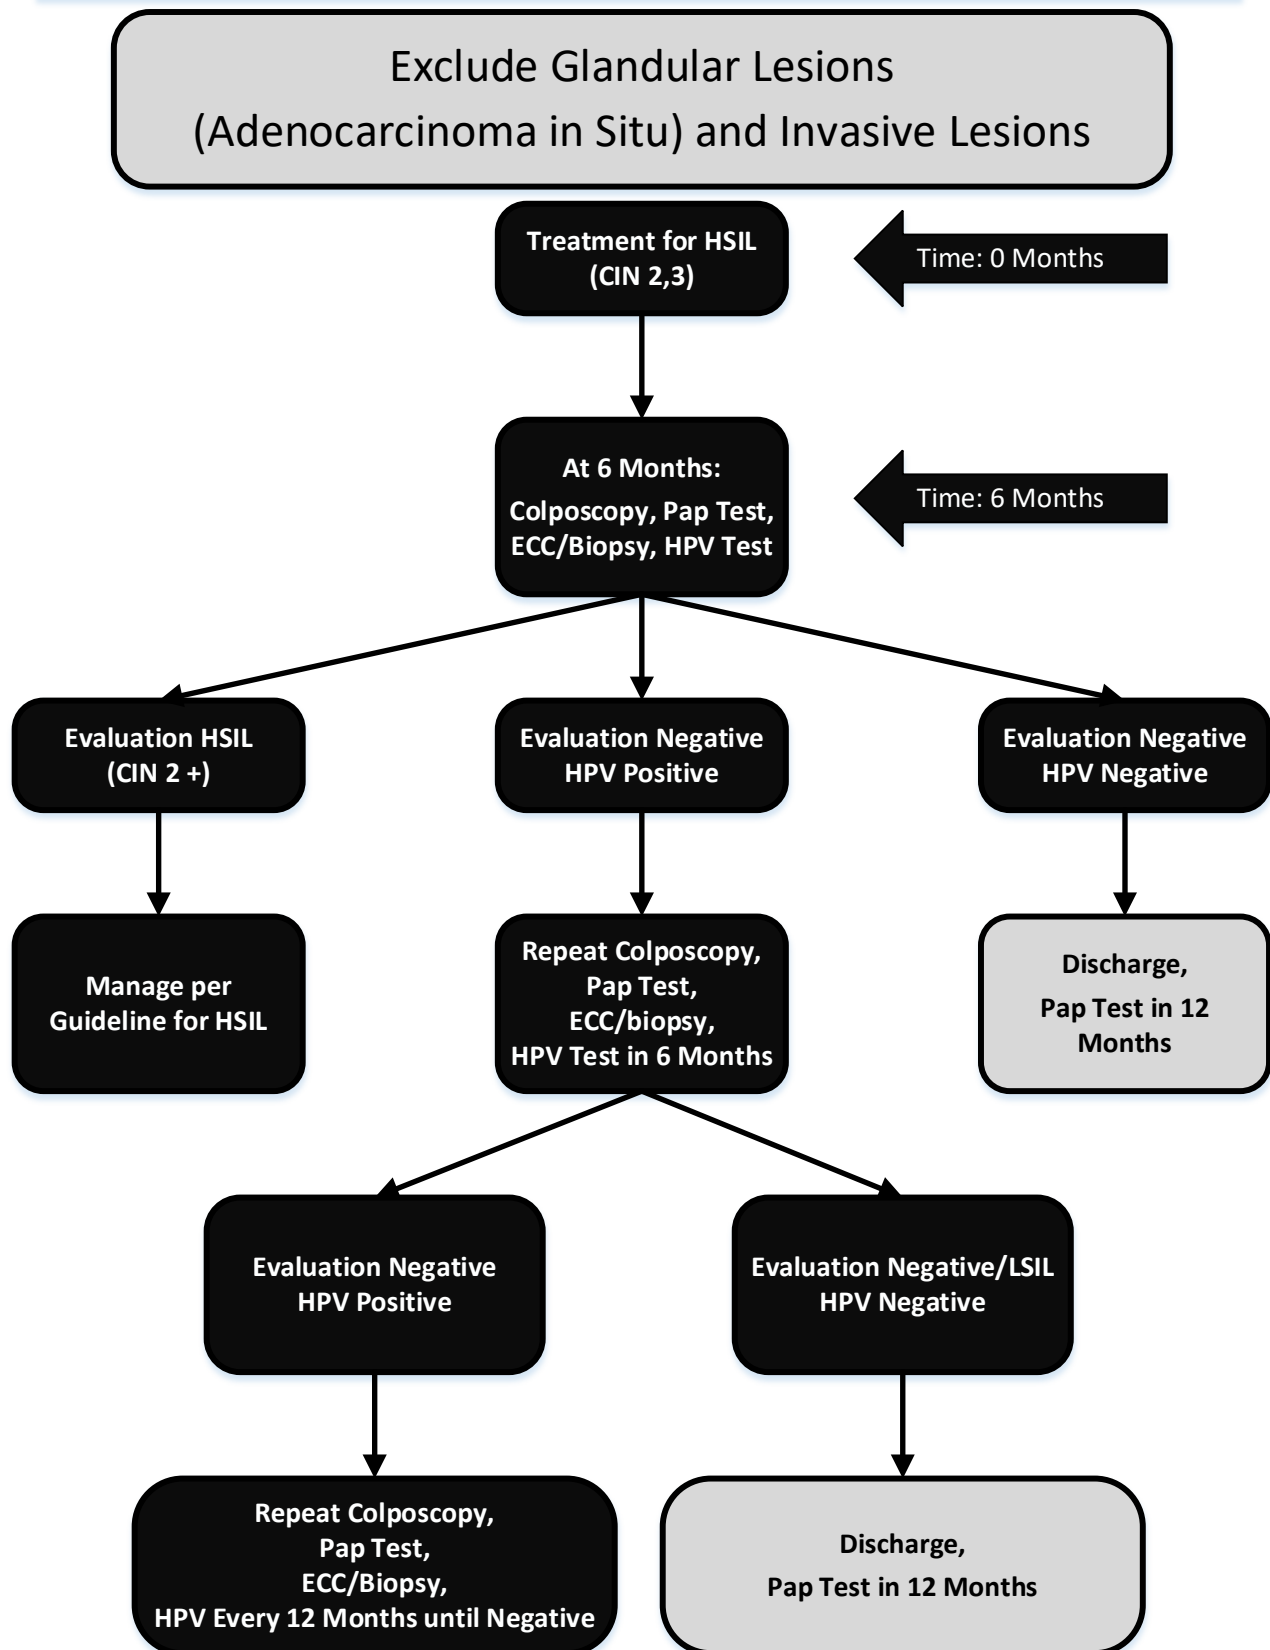 Exclude Glandular Lesions
(Adenocarcinoma in Situ) and Invasive Lesions
Treatment for HSIL
(CIN 2,3)
Time: 0 Months
At 6 Months:
Colposcopy, Pap Test,
ECC/Biopsy, HPV Test
Time: 6 Months
Evaluation HSIL
(CIN 2 +)
Evaluation Negative
HPV Positive
Evaluation Negative
HPV Negative
Manage per
Guideline for HSIL
Repeat Colposcopy,
Pap Test,
ECC/biopsy,
HPV Test in 6 Months
Discharge,
Pap Test in 12
Months
Evaluation Negative
HPV Positive
Evaluation Negative/LSIL
HPV Negative
Repeat Colposcopy,
Pap Test,
ECC/Biopsy,
HPV Every 12 Months until Negative
Discharge,
Pap Test in 12 Months